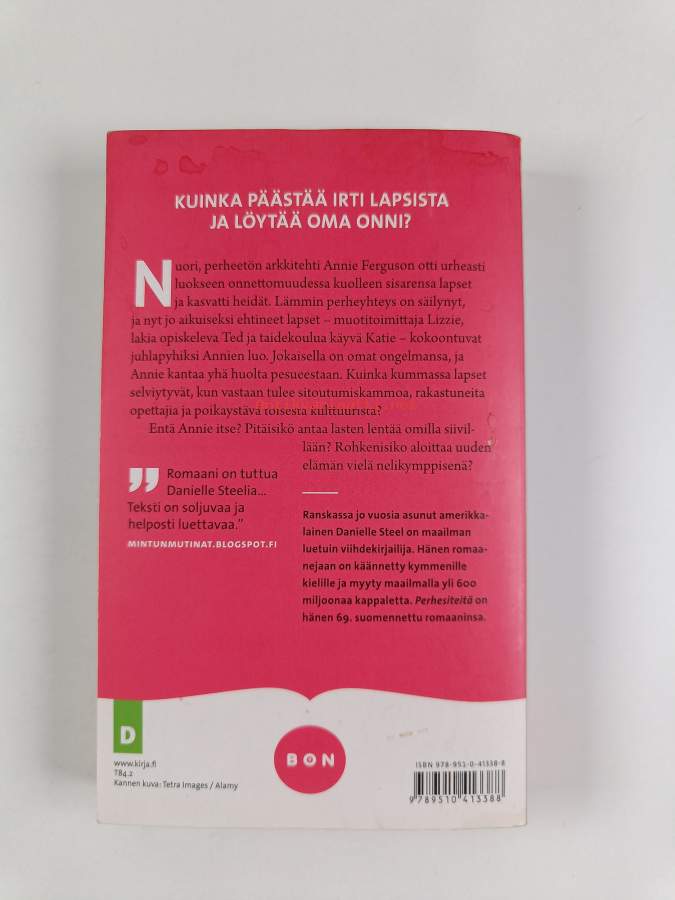 KUINKA PÄÄSTÄÄ IRTI LAPSISTA
JA LÖYTÄÄ OMA ONNI?
Nuori, perheetön arkkitehti Annie Ferguson otti urheasti
luokseen onnettomuudessa kuolleen sisarensa lapset
ja kasvatti heidät. Lämmin perheyhteys on säilynyt,
ja nyt jo aikuiseksi ehtineet lapset – muotitoimittaja Lizzie,
lakia opiskeleva Ted ja taidekoulua käyvä Katie – kokoontuvat
juhlapyhiksi Annien luo. Jokaisella on omat ongelmansa, ja
Annie kantaa yhä huolta pesueestaan. Kuinka kummassa lapset
selviytyvät, kun vastaan tulee sitoutumiskammoa, rakastuneita
opettajia ja poikaystävä toisesta kulttuurista?
Entä Annie itse? Pitäisikö antaa lasten lentää omilla siivil-
lään? Rohkenisiko aloittaa uuden
elämän vielä nelikymppisenä?
” Romaani on tuttua
Danielle Steelia...
Teksti on soljuvaa ja
helposti luettavaa.”
MINTUNMUTINAT.BLOGSPOT.FI
Ranskassa jo vuosia asunut amerikka-
lainen Danielle Steel on maailman
luetuin viihdekirjailija. Hänen romaa-
nejaan on käännetty kymmenille
kielille ja myyty maailmalla yli 600
miljoonaa kappaletta. Perhesiteitä on
hänen 69. suomennettu romaaninsa.
D
www.kirja.fi
T84.2
Kannen kuva: Tetra Images / Alamy
BON
ISBN 978-951-0-41338-8
9789510413388